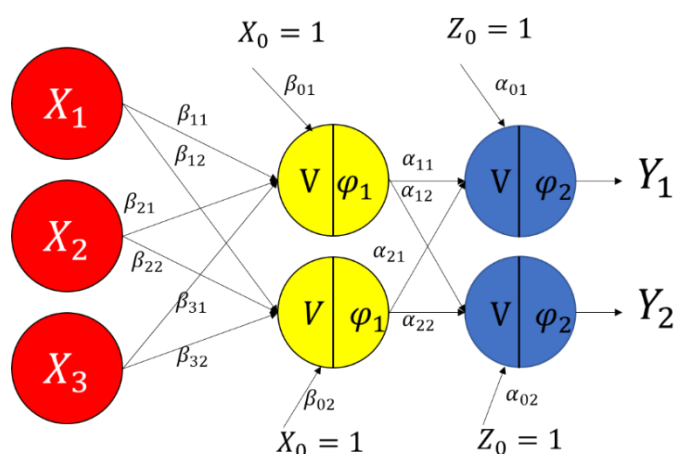 X₀ = 1
Z₀ = 1
β₀₁
α₀₁
X₁
β₁₁
β₁₂
V φ₁
α₁₁
α₁₂
V φ₂
Y₁
X₂
β₂₁
β₂₂
α₂₁
β₃₁
V φ₁
α₂₂
V φ₂
Y₂
X₃
β₃₂
β₀₂
α₀₂
X₀ = 1
Z₀ = 1